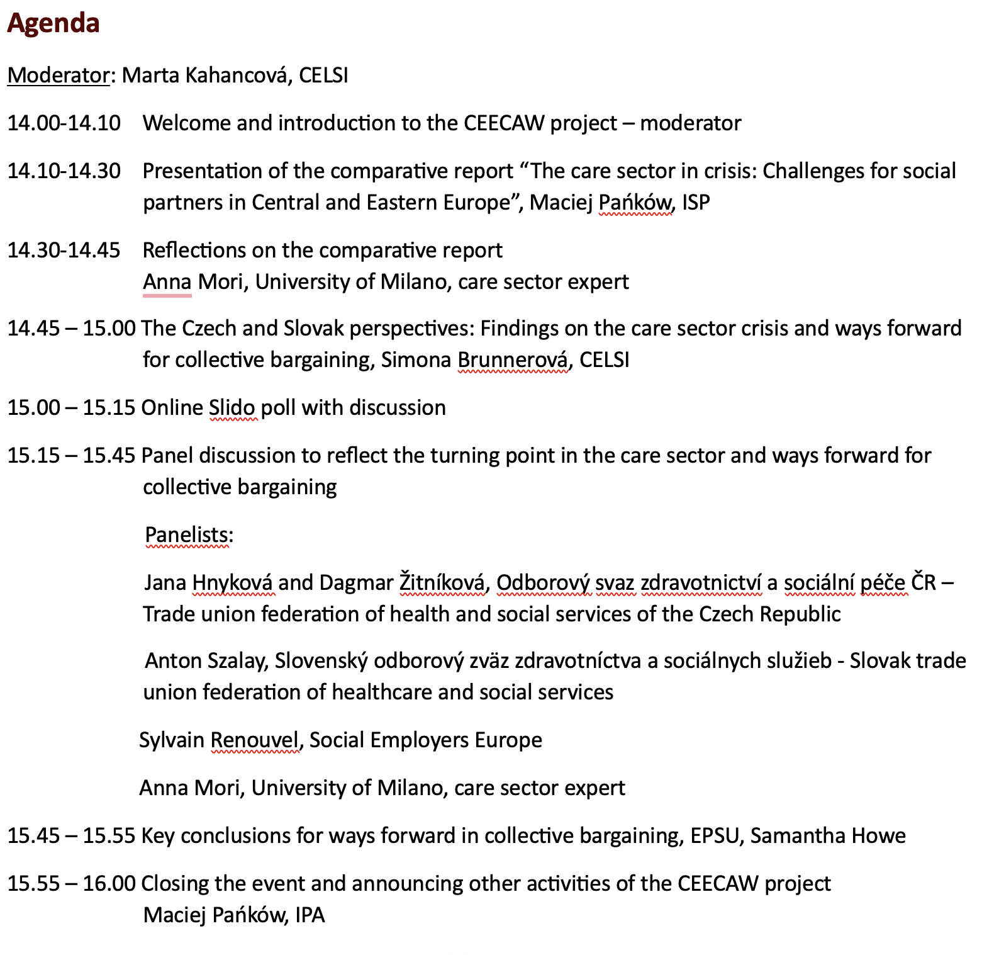 Agenda
Moderator: Marta Kahancová, CELSI
14.00-14.10 Welcome and introduction to the CEECAW project – moderator
14.10-14.30 Presentation of the comparative report “The care sector in crisis: Challenges for social
partners in Central and Eastern Europe”, Maciej Pańków, ISP
14.30-14.45 Reflections on the comparative report
Anna Mori, University of Milano, care sector expert
14.45 – 15.00 The Czech and Slovak perspectives: Findings on the care sector crisis and ways forward
for collective bargaining, Simona Brunnerová, CELSI
15.00 – 15.15 Online Slido poll with discussion
15.15 – 15.45 Panel discussion to reflect the turning point in the care sector and ways forward for
collective bargaining
Panelists:
Jana Hnyková and Dagmar Žitníková, Odborový svaz zdravotnictví a sociální péče ČR –
Trade union federation of health and social services of the Czech Republic
Anton Szalay, Slovenský odborový zväz zdravotníctva a sociálnych služieb - Slovak trade
union federation of healthcare and social services
Sylvain Renouvel, Social Employers Europe
Anna Mori, University of Milano, care sector expert
15.45 – 15.55 Key conclusions for ways forward in collective bargaining, EPSU, Samantha Howe
15.55 – 16.00 Closing the event and announcing other activities of the CEECAW project
Maciej Pańków, IPA